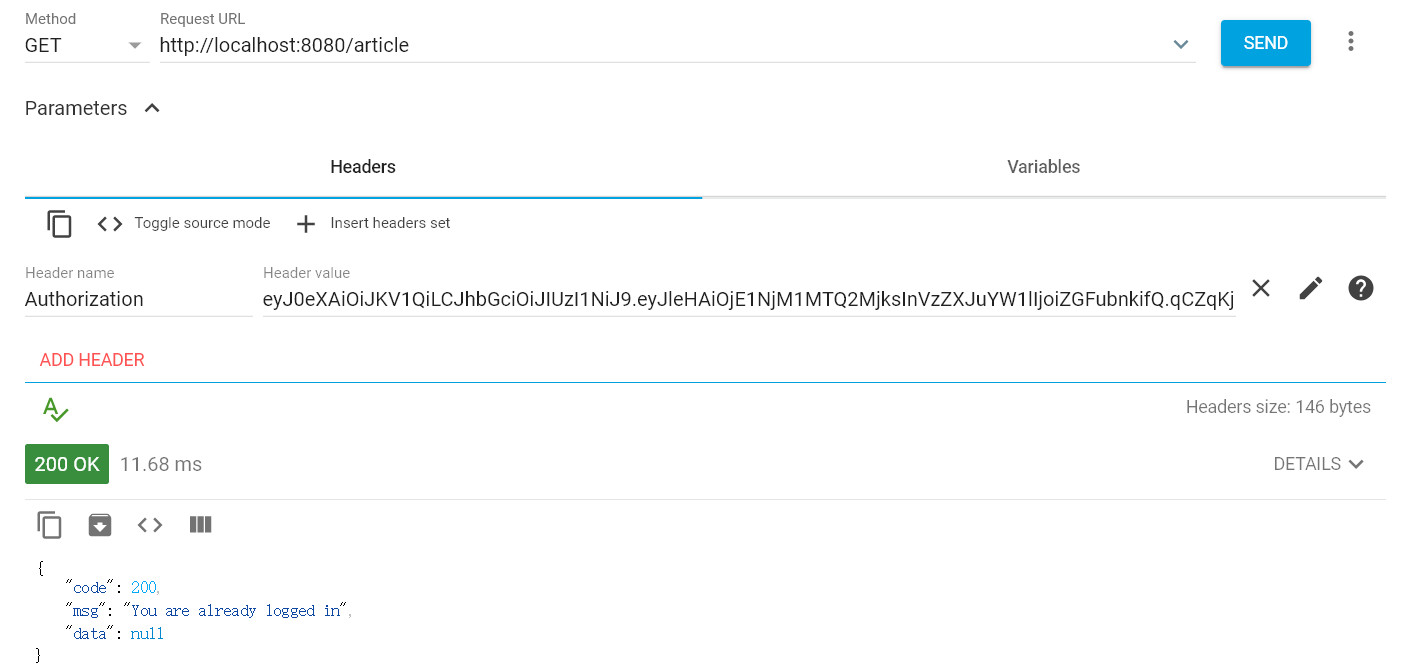 Method
Request URL
GET
http://localhost:8080/article
SEND
Parameters
Headers
Variables
Toggle source mode
Insert headers set
Header name
Header value
Authorization
eyJ0eXAiOiJKV1QiLCJhbGciOiJIUzI1NiJ9.eyJleHAiOjE1NjM1MTQ2MjksInVzZXJuYW1lIjoiZGFubnkifQ.qCZqKj
ADD HEADER
Headers size: 146 bytes
200 OK
11.68 ms
DETAILS
{
"code": 200,
"msg": "You are already logged in",
"data": null
}